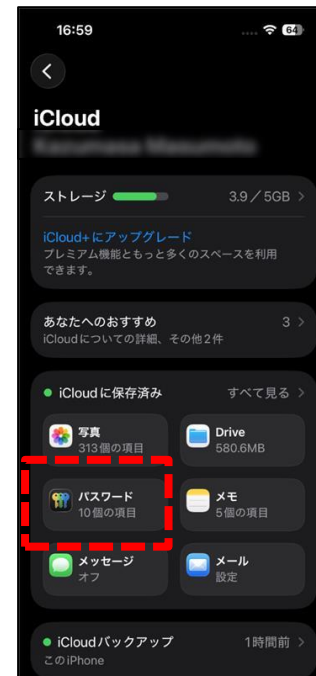 16:59
64
iCloud
ストレージ 3.9／5GB
iCloud+にアップグレード
プレミアム機能ともっと多くのスペースを利用
できます。
あなたへのおすすめ 3
iCloudについての詳細、その他2件
iCloudに保存済み すべて見る
写真 Drive
313個の項目 580.6MB
パスワード メモ
10個の項目 5個の項目
メッセージ メール
オフ 設定
iCloudバックアップ 1時間前
このiPhone